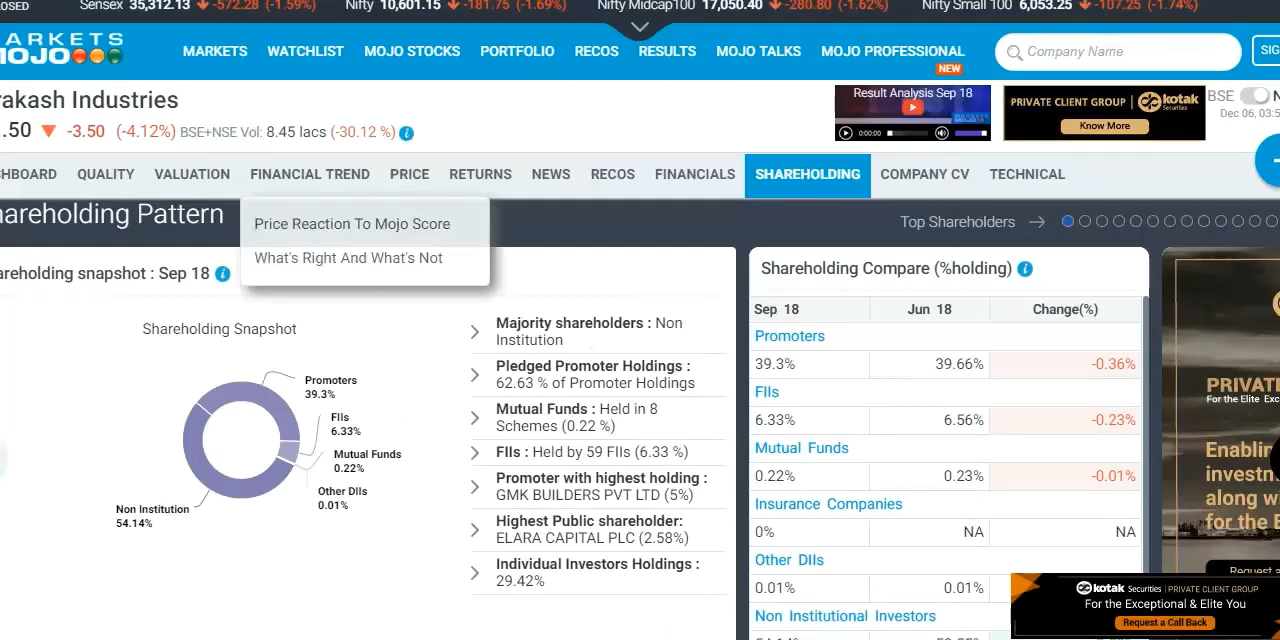 LOSED Sensex 35,312.13 -572.28 (-1.59%) Nifty 10,601.15 -181.75 (-1.69%) Nifty Midcap100 17,050.40 -280.80 (-1.62%) Nifty Small 100 6,053.25 -107.25 (-1.74%)
ARKETS
MOJO
MARKETS WATCHLIST MOJO STOCKS PORTFOLIO RECOS RESULTS MOJO TALKS MOJO PROFESSIONAL Company Name SIG
NEW
rakash Industries
.50 -3.50 (-4.12%) BSE+NSE Vol: 8.45 lacs (-30.12 %)
Result Analysis Sep 18
0:00:00
PRIVATE CLIENT GROUP kotak Securities
Know More
BSE N
Dec 06, 03:5
HBOARD QUALITY VALUATION FINANCIAL TREND PRICE RETURNS NEWS RECOS FINANCIALS SHAREHOLDING COMPANY CV TECHNICAL
hareholding Pattern
Top Shareholders
Price Reaction To Mojo Score
What's Right And What's Not
areholding snapshot : Sep 18
Shareholding Snapshot
Promoters
39.3%
FIIs
6.33%
Mutual Funds
0.22%
Other DIIs
0.01%
Non Institution
54.14%
Majority shareholders : Non
Institution
Pledged Promoter Holdings :
62.63 % of Promoter Holdings
Mutual Funds : Held in 8
Schemes (0.22 %)
FIIs : Held by 59 FIIs (6.33 %)
Promoter with highest holding :
GMK BUILDERS PVT LTD (5%)
Highest Public shareholder:
ELARA CAPITAL PLC (2.58%)
Individual Investors Holdings :
29.42%
Shareholding Compare (%holding)
Sep 18 Jun 18 Change(%)
Promoters
39.3% 39.66% -0.36%
FIIs
6.33% 6.56% -0.23%
Mutual Funds
0.22% 0.23% -0.01%
Insurance Companies
0% NA NA
Other DIIs
0.01% 0.01%
Non Institutional Investors
PRIVATE
For the Elite Exc
Enablin
investm
along w
for the E
Request a
kotak Securities | PRIVATE CLIENT GROUP
For the Exceptional & Elite You
Request a Call Back